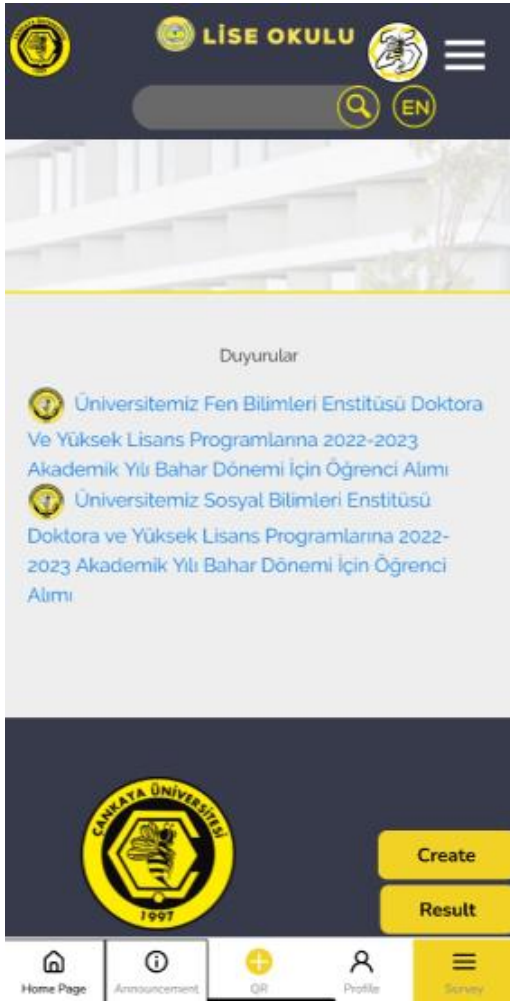 1997
LİSE OKULU
EN
Duyurular
Üniversitemiz Fen Bilimleri Enstitüsü Doktora
Ve Yüksek Lisans Programlarına 2022-2023
Akademik Yılı Bahar Dönemi İçin Öğrenci Alımı
Üniversitemiz Sosyal Bilimleri Enstitüsü
Doktora ve Yüksek Lisans Programlarına 2022-
2023 Akademik Yılı Bahar Dönemi İçin Öğrenci
Alımı
ÇANKAYA ÜNİVERSİTESİ
1997
Create
Result
Home Page
Announcement
QR
Profile
Survey